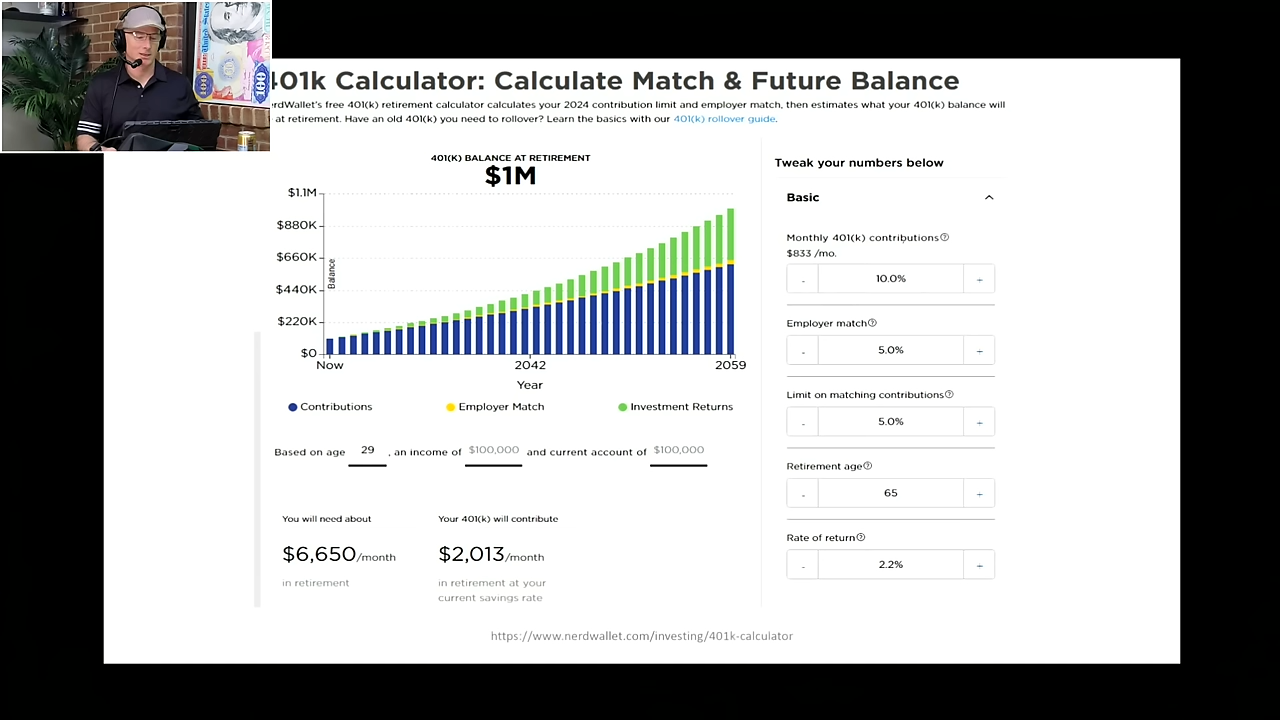 401k Calculator: Calculate Match & Future Balance
rdWallet's free 401(k) retirement calculator calculates your 2024 contribution limit and employer match, then estimates what your 401(k) balance will
at retirement. Have an old 401(k) you need to rollover? Learn the basics with our 401(k) rollover guide.
401(K) BALANCE AT RETIREMENT
$1M
$1.1M
$880K
$660K
$440K
$220K
$0
Balance
Now
2042
2059
Year
Contributions
Employer Match
Investment Returns
Based on age 29 , an income of $100,000 and current account of $100,000
You will need about
$6,650/month
in retirement
Your 401(k) will contribute
$2,013/month
in retirement at your
current savings rate
Tweak your numbers below
Basic
Monthly 401(k) contributions
$833 /mo.
- 10.0% +
Employer match
- 5.0% +
Limit on matching contributions
- 5.0% +
Retirement age
- 65 +
Rate of return
- 2.2% +
https://www.nerdwallet.com/investing/401k-calculator